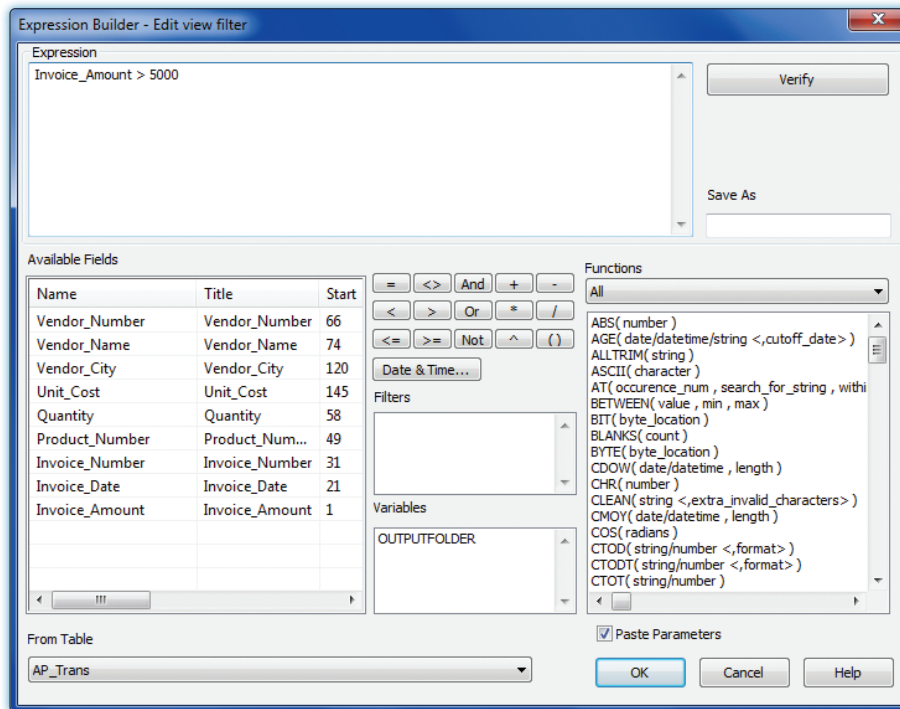 Expression Builder - Edit view filter
X
Expression
Invoice_Amount > 5000
Verify
Save As
Available Fields
Name Title Start
Vendor_Number Vendor_Number 66
Vendor_Name Vendor_Name 74
Vendor_City Vendor_City 120
Unit_Cost Unit_Cost 145
Quantity Quantity 58
Product_Number Product_Num... 49
Invoice_Number Invoice_Number 31
Invoice_Date Invoice_Date 21
Invoice_Amount Invoice_Amount 1
= <> And + -
< > Or * /
<= >= Not ^ ( )
Date & Time...
Filters
Variables
OUTPUTFOLDER
Functions
All
ABS( number )
AGE( date/datetime/string <,cutoff_date> )
ALLTRIM( string )
ASCII( character )
AT( occurence_num , search_for_string , withi
BETWEEN( value , min , max )
BIT( byte_location )
BLANKS( count )
BYTE( byte_location )
CDOW( date/datetime , length )
CHR( number )
CLEAN( string <,extra_invalid_characters> )
CMOY( date/datetime , length )
COS( radians )
CTOD( string/number <,format> )
CTODT( string/number <,format> )
CTOT( string/number )
From Table
AP_Trans
Paste Parameters
OK Cancel Help